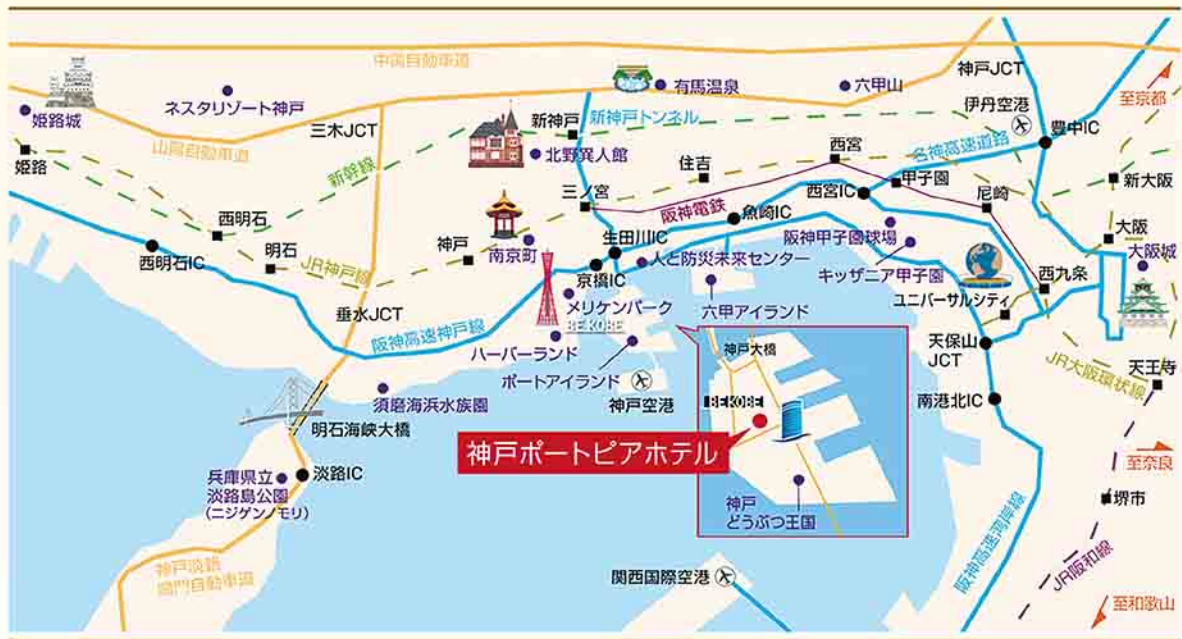 中国自動車道
神戸JCT
有馬温泉
六甲山
伊丹空港
至京都
姫路城
ネスタリゾート神戸
三木JCT
新神戸
新神戸トンネル
豊中IC
山陽自動車道
姫路
新幹線
北野異人館
住吉
西宮
名神高速道路
甲子園
新大阪
三ノ宮
阪神電鉄
西宮IC
尼崎
西明石
魚崎IC
大阪
西明石IC
明石
JR神戸線
神戸
南京町
生田川IC
人と防災未来センター
阪神甲子園球場
キッザニア甲子園
大阪城
京橋IC
西九条
メリケンパーク
BE KOBE
六甲アイランド
ユニバーサルシティ
垂水JCT
阪神高速神戸線
ハーバーランド
ポートアイランド
神戸大橋
天保山
JCT
JR大阪環状線
天王寺
神戸空港
須磨海浜水族園
BE KOBE
南港北IC
明石海峡大橋
神戸ポートピアホテル
至奈良
兵庫県立
淡路島公園
(ニジゲンノモリ)
淡路IC
神戸
どうぶつ王国
堺市
阪神高速湾岸線
JR阪和線
神戸淡路
鳴門自動車道
関西国際空港
至和歌山